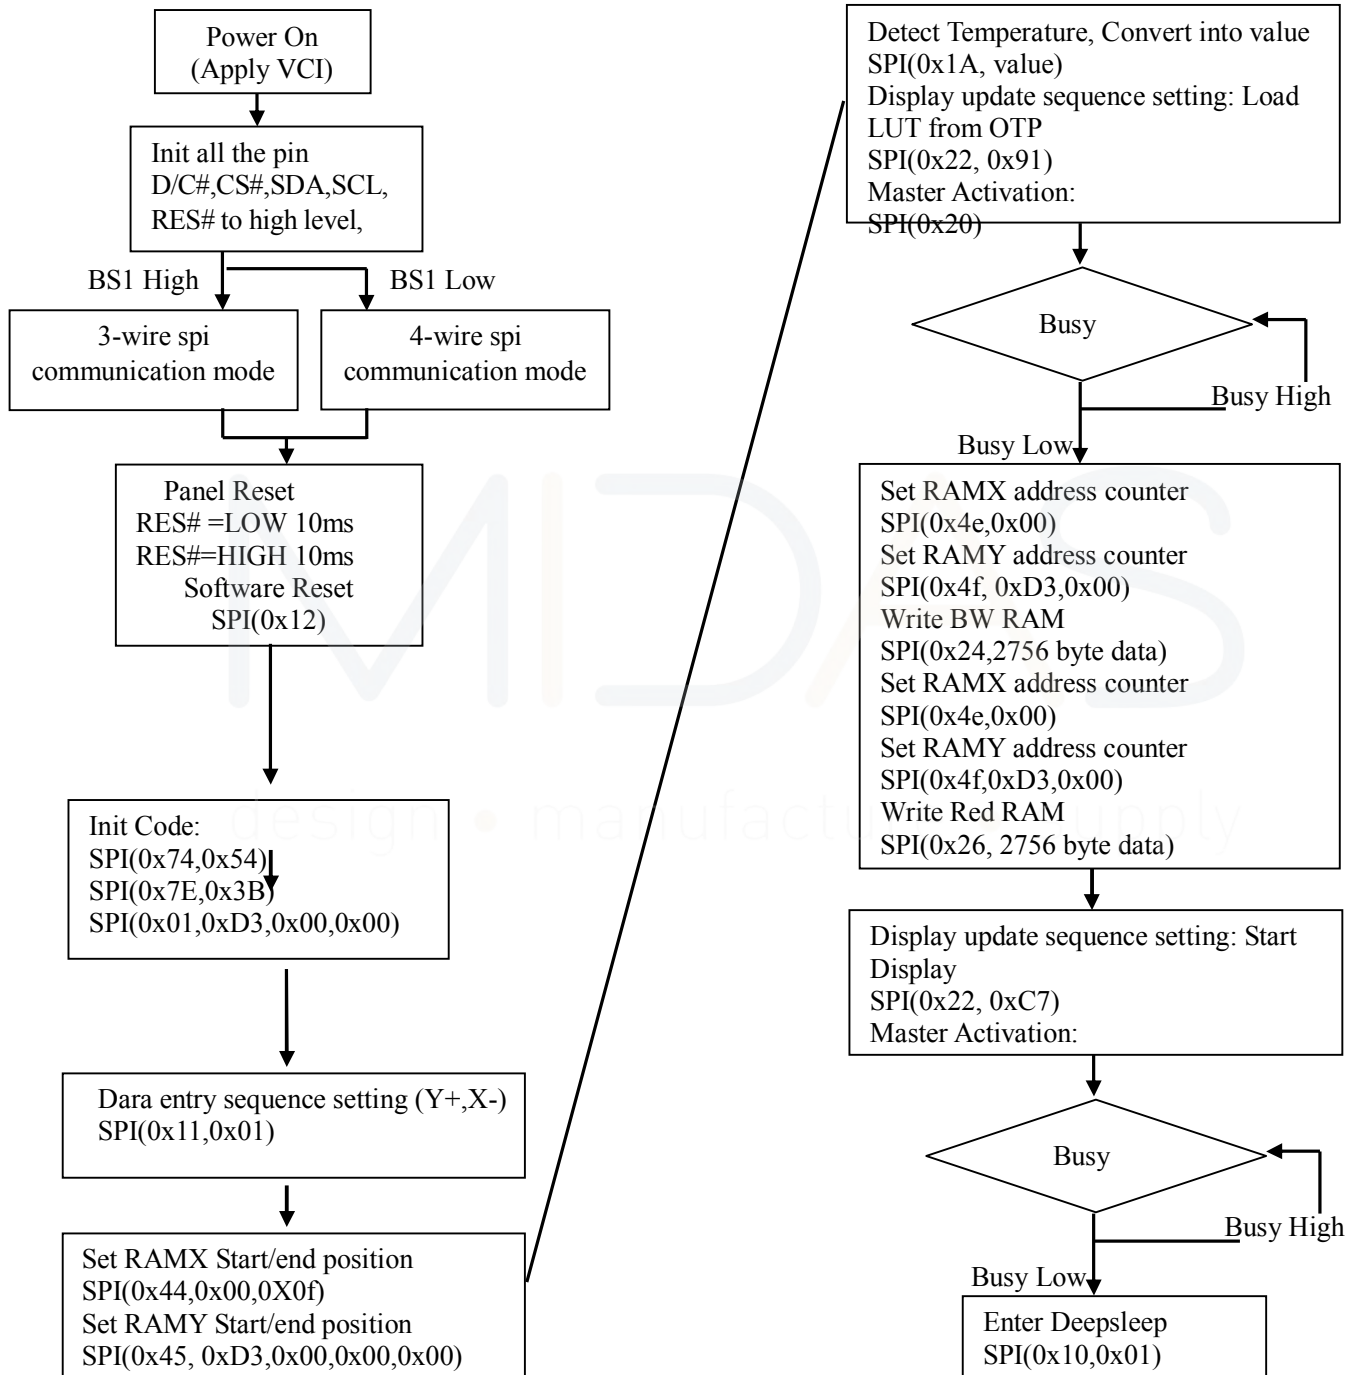 Power On
(Apply VCI)
Init all the pin
D/C#,CS#,SDA,SCL,
RES# to high level,
BS1 High
BS1 Low
3-wire spi
communication mode
4-wire spi
communication mode
Panel Reset
RES# =LOW 10ms
RES#=HIGH 10ms
Software Reset
SPI(0x12)
Init Code:
SPI(0x74,0x54)
SPI(0x7E,0x3B)
SPI(0x01,0xD3,0x00,0x00)
Dara entry sequence setting (Y+,X-)
SPI(0x11,0x01)
Set RAMX Start/end position
SPI(0x44,0x00,0X0f)
Set RAMY Start/end position
SPI(0x45, 0xD3,0x00,0x00,0x00)
Detect Temperature, Convert into value
SPI(0x1A, value)
Display update sequence setting: Load
LUT from OTP
SPI(0x22, 0x91)
Master Activation:
SPI(0x20)
Busy
Busy High
Busy Low
Set RAMX address counter
SPI(0x4e,0x00)
Set RAMY address counter
SPI(0x4f, 0xD3,0x00)
Write BW RAM
SPI(0x24,2756 byte data)
Set RAMX address counter
SPI(0x4e,0x00)
Set RAMY address counter
SPI(0x4f,0xD3,0x00)
Write Red RAM
SPI(0x26, 2756 byte data)
Display update sequence setting: Start
Display
SPI(0x22, 0xC7)
Master Activation:
Busy
Busy High
Busy Low
Enter Deepsleep
SPI(0x10,0x01)
MIDAS
design • manufacture • supply